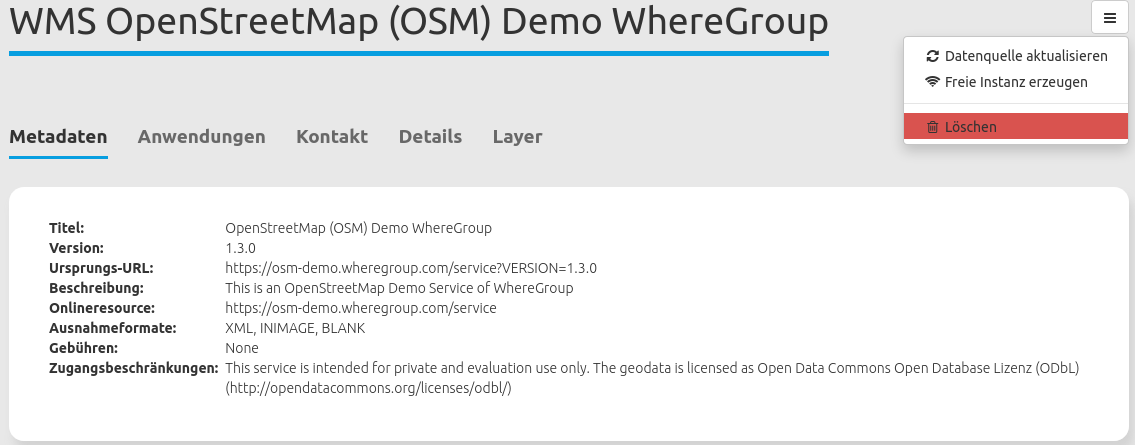 WMS OpenStreetMap (OSM) Demo WhereGroup
Datenquelle aktualisieren
Freie Instanz erzeugen
Löschen
Metadaten Anwendungen Kontakt Details Layer
Titel: OpenStreetMap (OSM) Demo WhereGroup
Version: 1.3.0
Ursprungs-URL: https://osm-demo.wheregroup.com/service?VERSION=1.3.0
Beschreibung: This is an OpenStreetMap Demo Service of WhereGroup
Onlineresource: https://osm-demo.wheregroup.com/service
Ausnahmeformate: XML, INIMAGE, BLANK
Gebühren: None
Zugangsbeschränkungen: This service is intended for private and evaluation use only. The geodata is licensed as Open Data Commons Open Database Lizenz (ODbL)
(http://opendatacommons.org/licenses/odbl/)